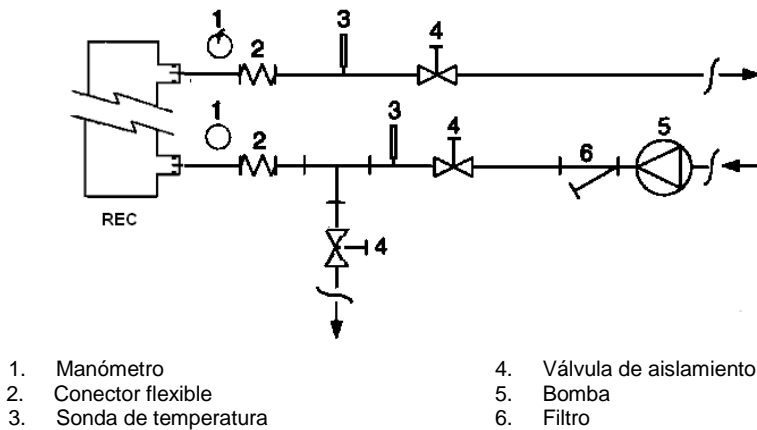 1
2
3
4
1
2
3
4
6
5
4
REC
1. Manómetro
2. Conector flexible
3. Sonda de temperatura
4. Válvula de aislamiento
5. Bomba
6. Filtro